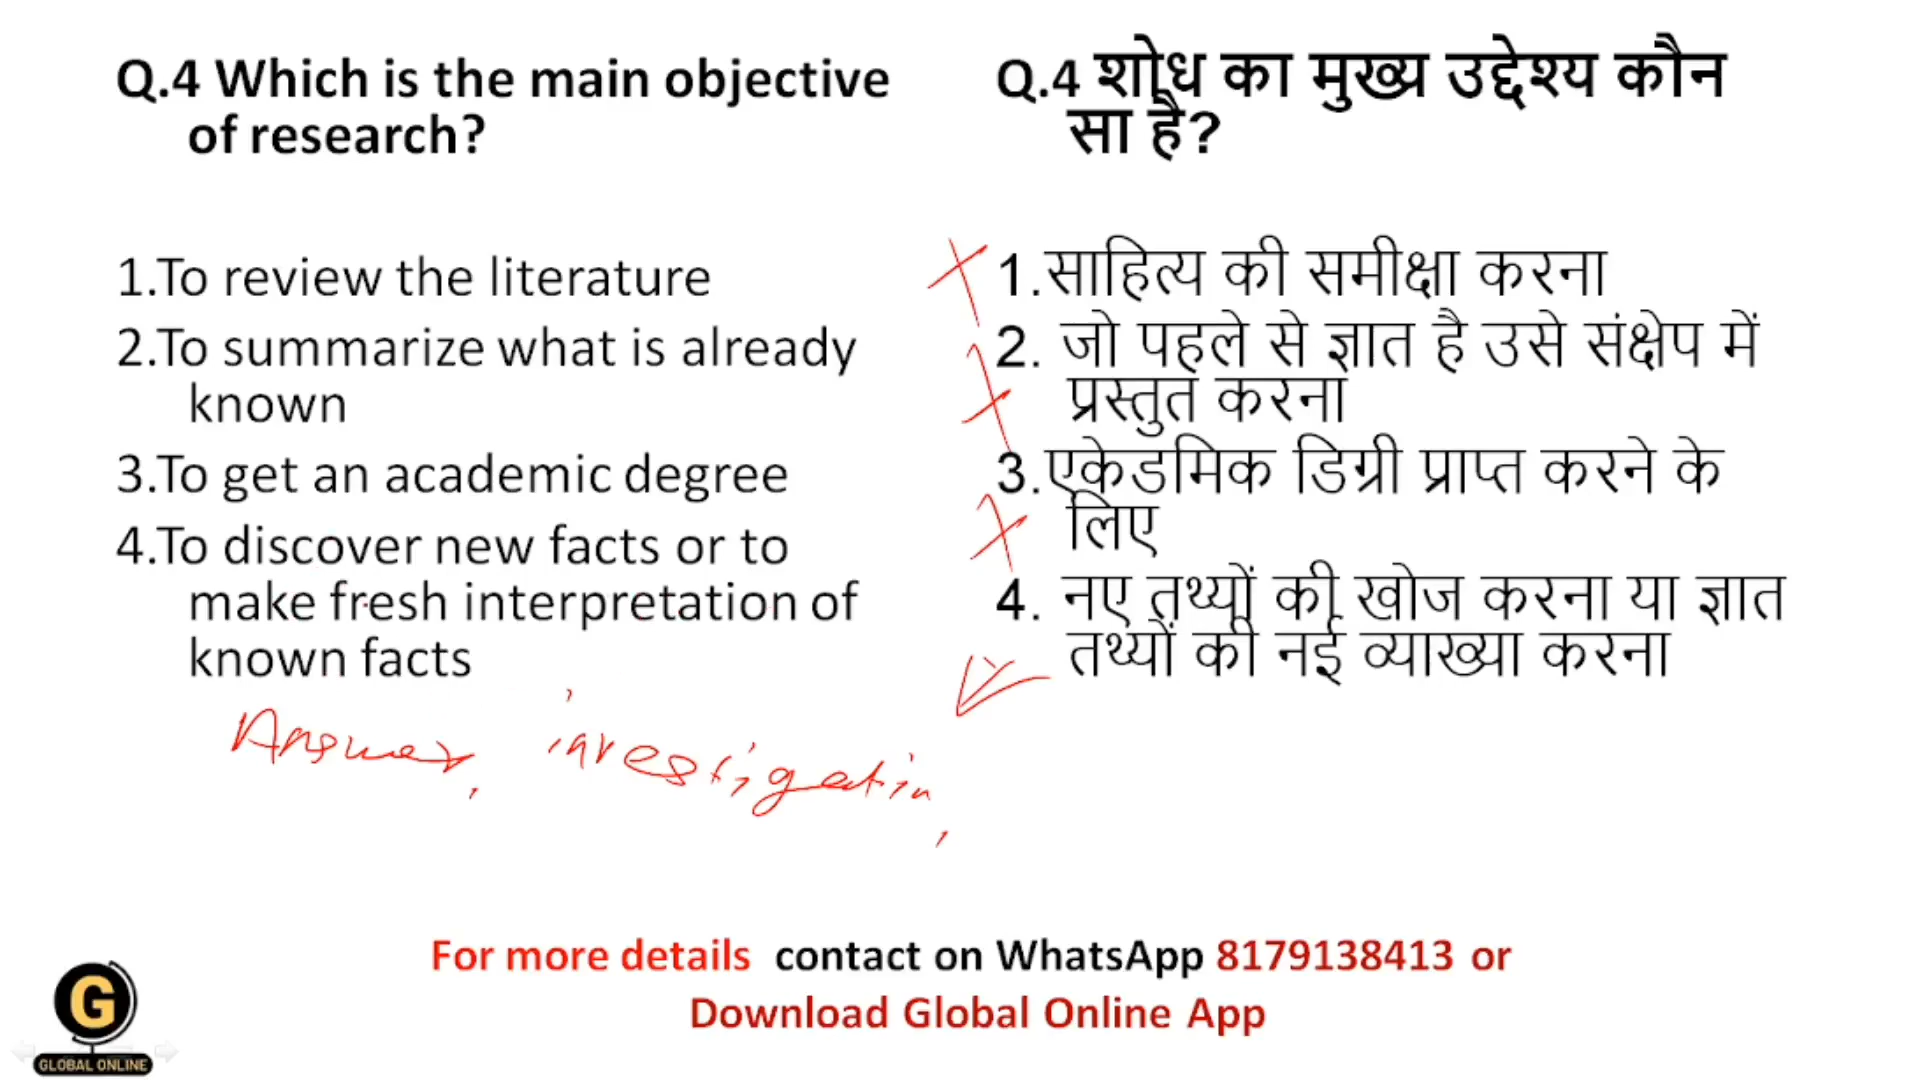 Q.4 Which is the main objective
of research?
1.To review the literature
2.To summarize what is already
known
3.To get an academic degree
4.To discover new facts or to
make fresh interpretation of
known facts
Answer, investigation,
Q.4 शोध का मुख्य उद्देश्य कौन
सा है?
1.साहित्य की समीक्षा करना
2. जो पहले से ज्ञात है उसे संक्षेप में
प्रस्तुत करना
3.एकेडमिक डिग्री प्राप्त करने के
लिए
4. नए तथ्यों की खोज करना या ज्ञात
तथ्यों की नई व्याख्या करना
For more details contact on WhatsApp 8179138413 or
Download Global Online App
G
GLOBAL ONLINE